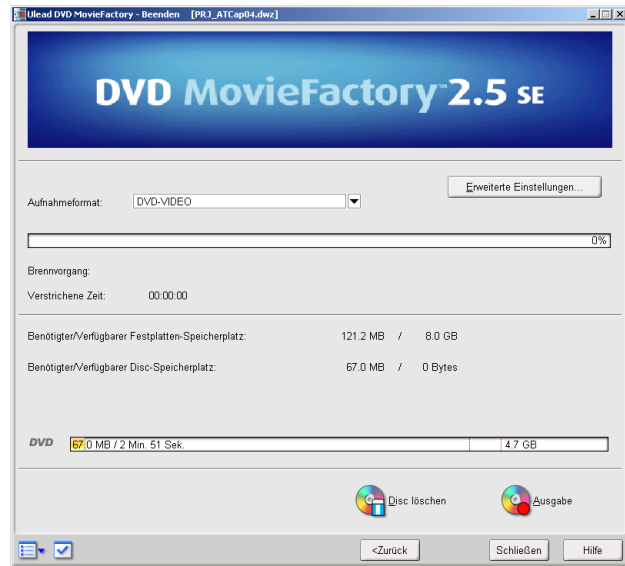 Ulead DVD MovieFactory - Beenden [PRJ_ATCap04.dwz]
DVD MovieFactory™2.5 SE
Erweiterte Einstellungen...
Aufnahmeformat: DVD-VIDEO
0%
Brennvorgang:
Verstrichene Zeit: 00:00:00
Benötigter/Verfügbarer Festplatten-Speicherplatz: 121.2 MB / 8.0 GB
Benötigter/Verfügbarer Disc-Speicherplatz: 67.0 MB / 0 Bytes
DVD 67.0 MB / 2 Min. 51 Sek. 4.7 GB
Disc löschen Ausgabe
<Zurück Schließen Hilfe